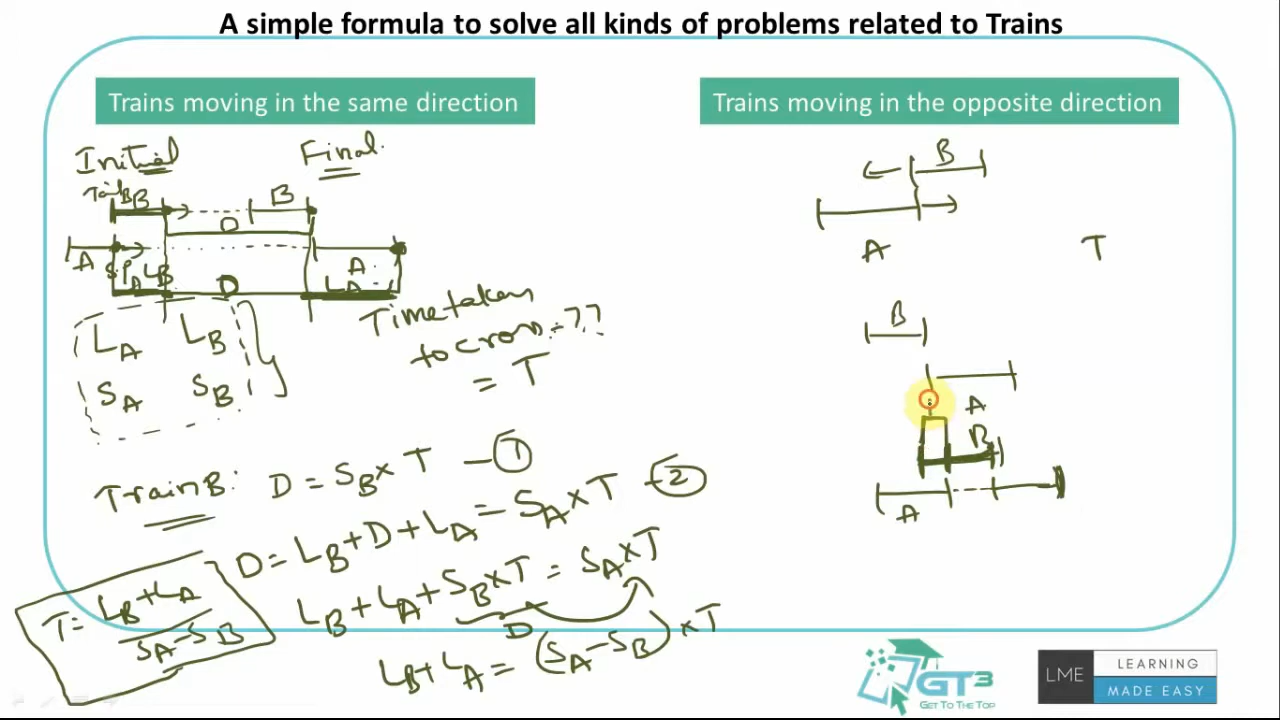 A simple formula to solve all kinds of problems related to Trains
Trains moving in the same direction
Trains moving in the opposite direction
Initial
Final.
Tail B B
B
D
A
A
LB
D
LA
LA LB
SA SB
Time taken
to cross = ??
= T
Train B: D = SB × T — 1
D = LB + D + LA = SA × T — 2
LB + LA + SB × T = SA × T
D
LB + LA = (SA − SB) × T
T = LB + LA
SA − SB
B
A
T
B
A
B
A
GT3
GET TO THE TOP
LME
LEARNING
MADE EASY